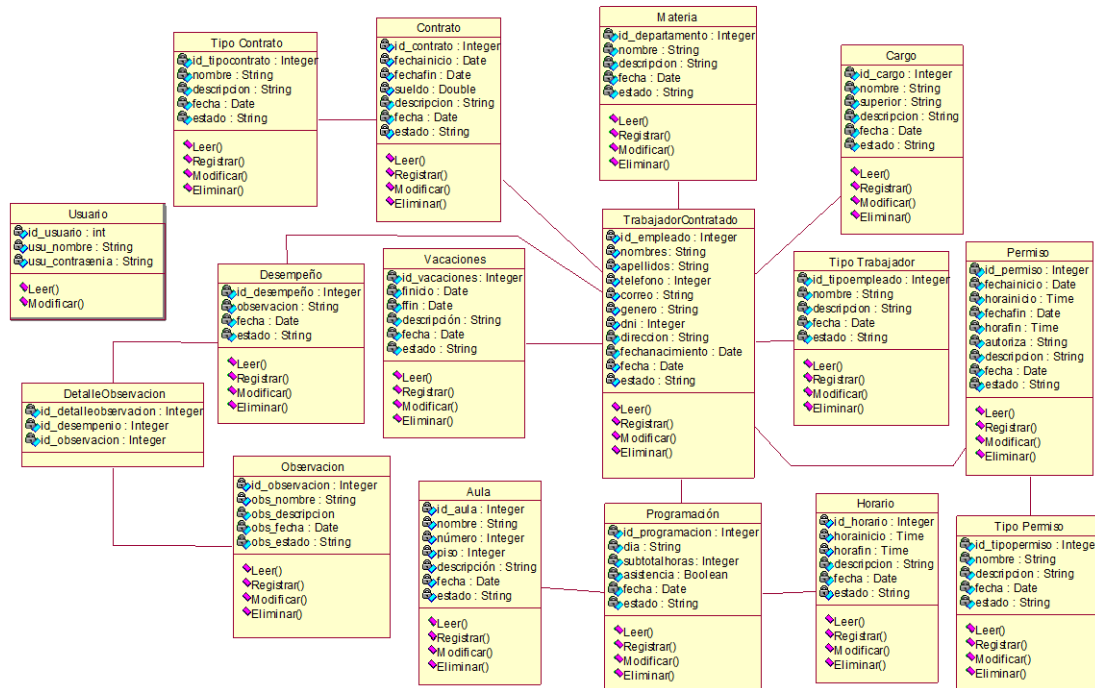 Tipo Contrato
id_tipocontrato : Integer
nombre : String
descripcion : String
fecha : Date
estado : String
Leer()
Registrar()
Modificar()
Eliminar()
Contrato
id_contrato : Integer
fechainicio : Date
fechafin : Date
sueldo : Double
descripcion : String
fecha : Date
estado : String
Leer()
Registrar()
Modificar()
Eliminar()
Materia
id_departamento : Integer
nombre : String
descripcion : String
fecha : Date
estado : String
Leer()
Registrar()
Modificar()
Eliminar()
Cargo
id_cargo : Integer
nombre : String
superior : String
descripcion : String
fecha : Date
estado : String
Leer()
Registrar()
Modificar()
Eliminar()
Usuario
id_usuario : int
usu_nombre : String
usu_contrasenia : String
Leer()
Modificar()
Desempeño
id_desempeño : Integer
observacion : String
fecha : Date
estado : String
Leer()
Registrar()
Modificar()
Eliminar()
Vacaciones
id_vacaciones : Integer
finicio : Date
ffin : Date
descripción : String
fecha : Date
estado : String
Leer()
Registrar()
Modificar()
Eliminar()
TrabajadorContratado
id_empleado : Integer
nombres : String
apellidos : String
telefono : Integer
correo : String
genero : String
dni : Integer
direccion : String
fechanacimiento : Date
fecha : Date
estado : String
Leer()
Registrar()
Modificar()
Eliminar()
Tipo Trabajador
id_tipoempleado : Integer
nombre : String
descripcion : String
fecha : Date
estado : String
Leer()
Registrar()
Modificar()
Eliminar()
Permiso
id_permiso : Integer
fechainicio : Date
horainicio : Time
fechafin : Date
horafin : Time
autoriza : String
descripcion : String
fecha : Date
estado : String
Leer()
Registrar()
Modificar()
Eliminar()
DetalleObservacion
id_detalleobservacion : Integer
id_desempenio : Integer
id_observacion : Integer
Observacion
id_observacion : Integer
obs_nombre : String
obs_descripcion
obs_fecha : Date
obs_estado : String
Leer()
Registrar()
Modificar()
Eliminar()
Aula
id_aula : Integer
nombre : String
número : Integer
piso : Integer
descripción : String
fecha : Date
estado : String
Leer()
Registrar()
Modificar()
Eliminar()
Programación
id_programacion : Integer
dia : String
subtotalhoras : Integer
asistencia : Boolean
fecha : Date
estado : String
Leer()
Registrar()
Modificar()
Eliminar()
Horario
id_horario : Integer
horainicio : Time
horafin : Time
descripcion : String
fecha : Date
estado : String
Leer()
Registrar()
Modificar()
Eliminar()
Tipo Permiso
id_tipopermiso : Intege
nombre : String
descripcion : String
fecha : Date
estado : String
Leer()
Registrar()
Modificar()
Eliminar()